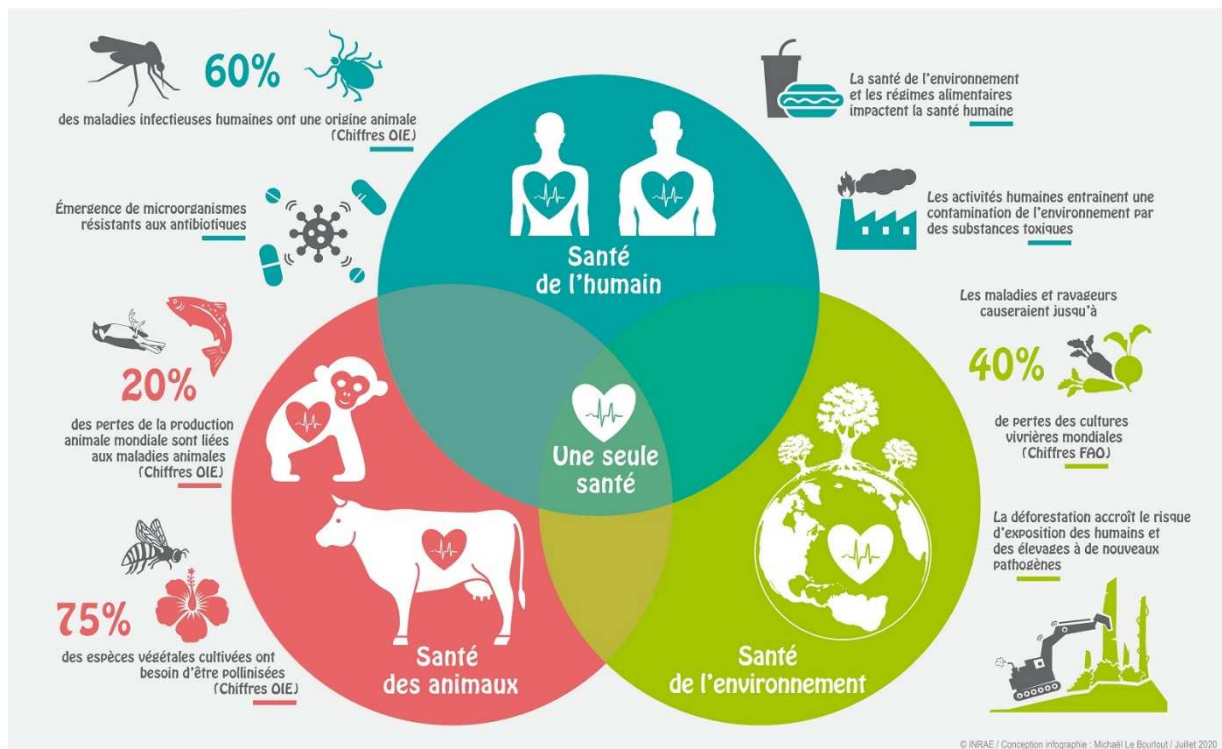 60%
des maladies infectieuses humaines ont une origine animale
(Chiffres OIE)
Émergence de microorganismes
résistants aux antibiotiques
20%
des pertes de la production
animale mondiale sont liées
aux maladies animales
(Chiffres OIE)
75%
des espèces végétales cultivées ont
besoin d'être pollinisées
(Chiffres OIE)
Santé
de l'humain
Une seule
santé
Santé
des animaux
Santé
de l'environnement
La santé de l'environnement
et les régimes alimentaires
impactent la santé humaine
Les activités humaines entrainent une
contamination de l'environnement par
des substances toxiques
Les maladies et ravageurs
causeraient jusqu'à
40%
de pertes des cultures
vivrières mondiales
(Chiffres FAO)
La déforestation accroît le risque
d'exposition des humains et
des élevages à de nouveaux
pathogènes
© INRAE / Conception infographie : Michaël Le Bourlout / Juillet 2020